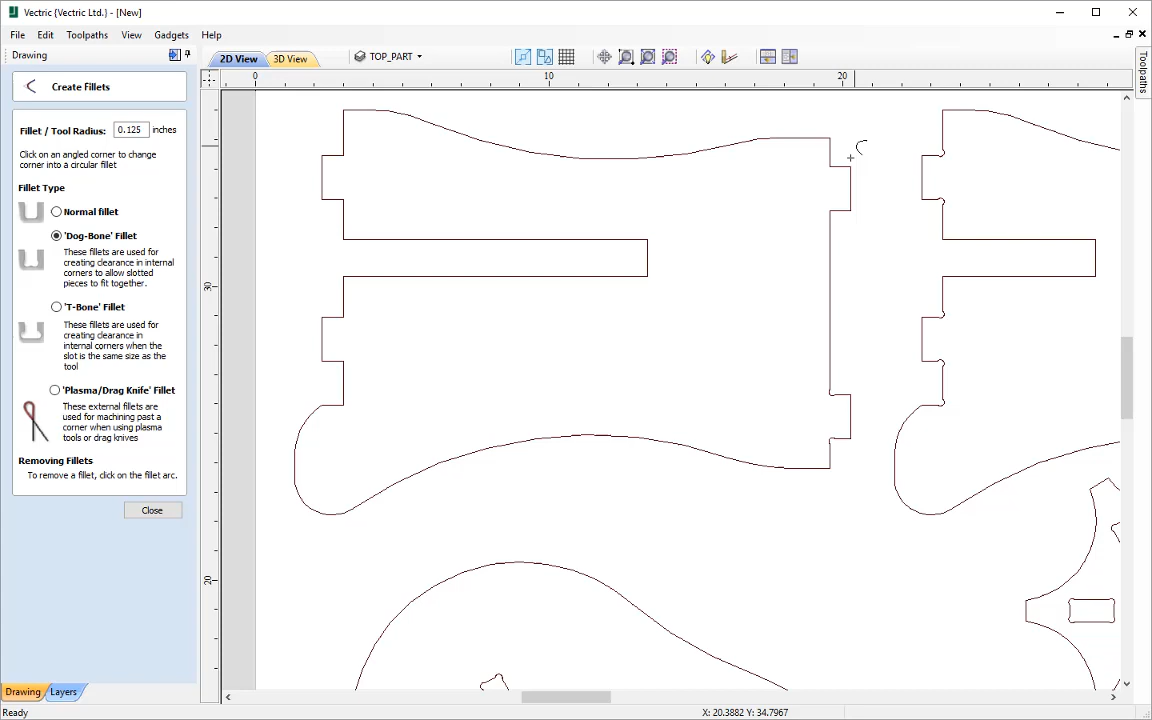 Vectric {Vectric Ltd.} - [New]
File Edit Toolpaths View Gadgets Help
Drawing
2D View 3D View TOP_PART
Create Fillets
Fillet / Tool Radius: 0.125 inches
Click on an angled corner to change
corner into a circular fillet
Fillet Type
Normal fillet
'Dog-Bone' Fillet
These fillets are used for
creating clearance in internal
corners to allow slotted
pieces to fit together.
'T-Bone' Fillet
These fillets are used for
creating clearance in
internal corners when the
slot is the same size as the
tool
'Plasma/Drag Knife' Fillet
These external fillets are
used for machining past a
corner when using plasma
tools or drag knives
Removing Fillets
To remove a fillet, click on the fillet arc.
Close
0 10 20
30
20
Toolpaths
Drawing Layers
Ready
X: 20.3882 Y: 34.7967